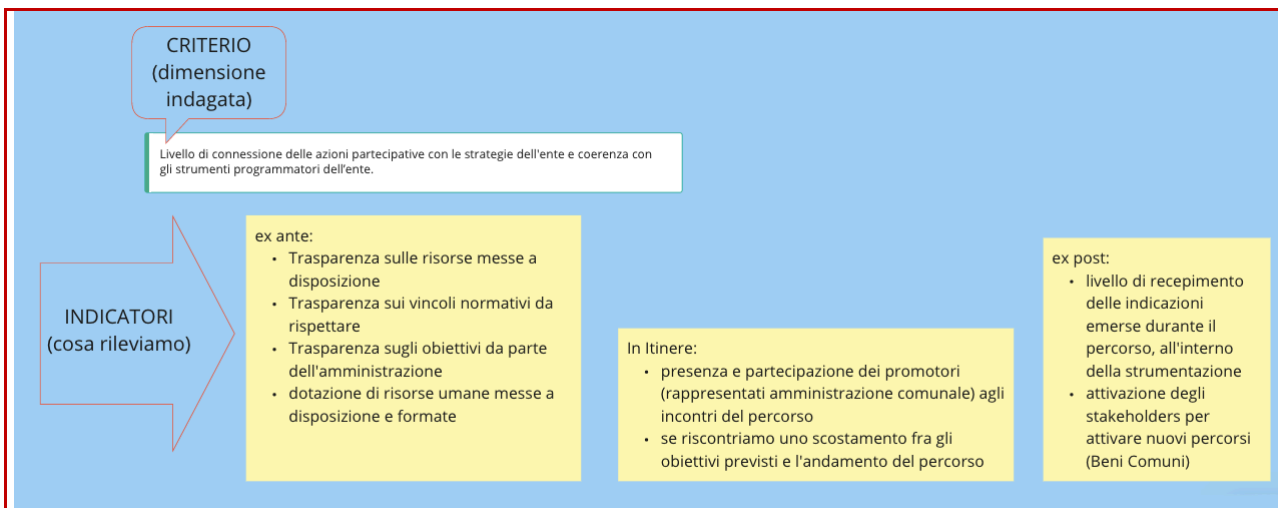 CRITERIO
(dimensione
indagata)
Livello di connessione delle azioni partecipative con le strategie dell'ente e coerenza con
gli strumenti programmatori dell'ente.
INDICATORI
(cosa rileviamo)
ex ante:
• Trasparenza sulle risorse messe a
disposizione
• Trasparenza sui vincoli normativi da
rispettare
• Trasparenza sugli obiettivi da parte
dell'amministrazione
• dotazione di risorse umane messe a
disposizione e formate
In Itinere:
• presenza e partecipazione dei promotori
(rappresentati amministrazione comunale) agli
incontri del percorso
• se riscontriamo uno scostamento fra gli
obiettivi previsti e l'andamento del percorso
ex post:
• livello di recepimento
delle indicazioni
emerse durante il
percorso, all'interno
della strumentazione
• attivazione degli
stakeholders per
attivare nuovi percorsi
(Beni Comuni)